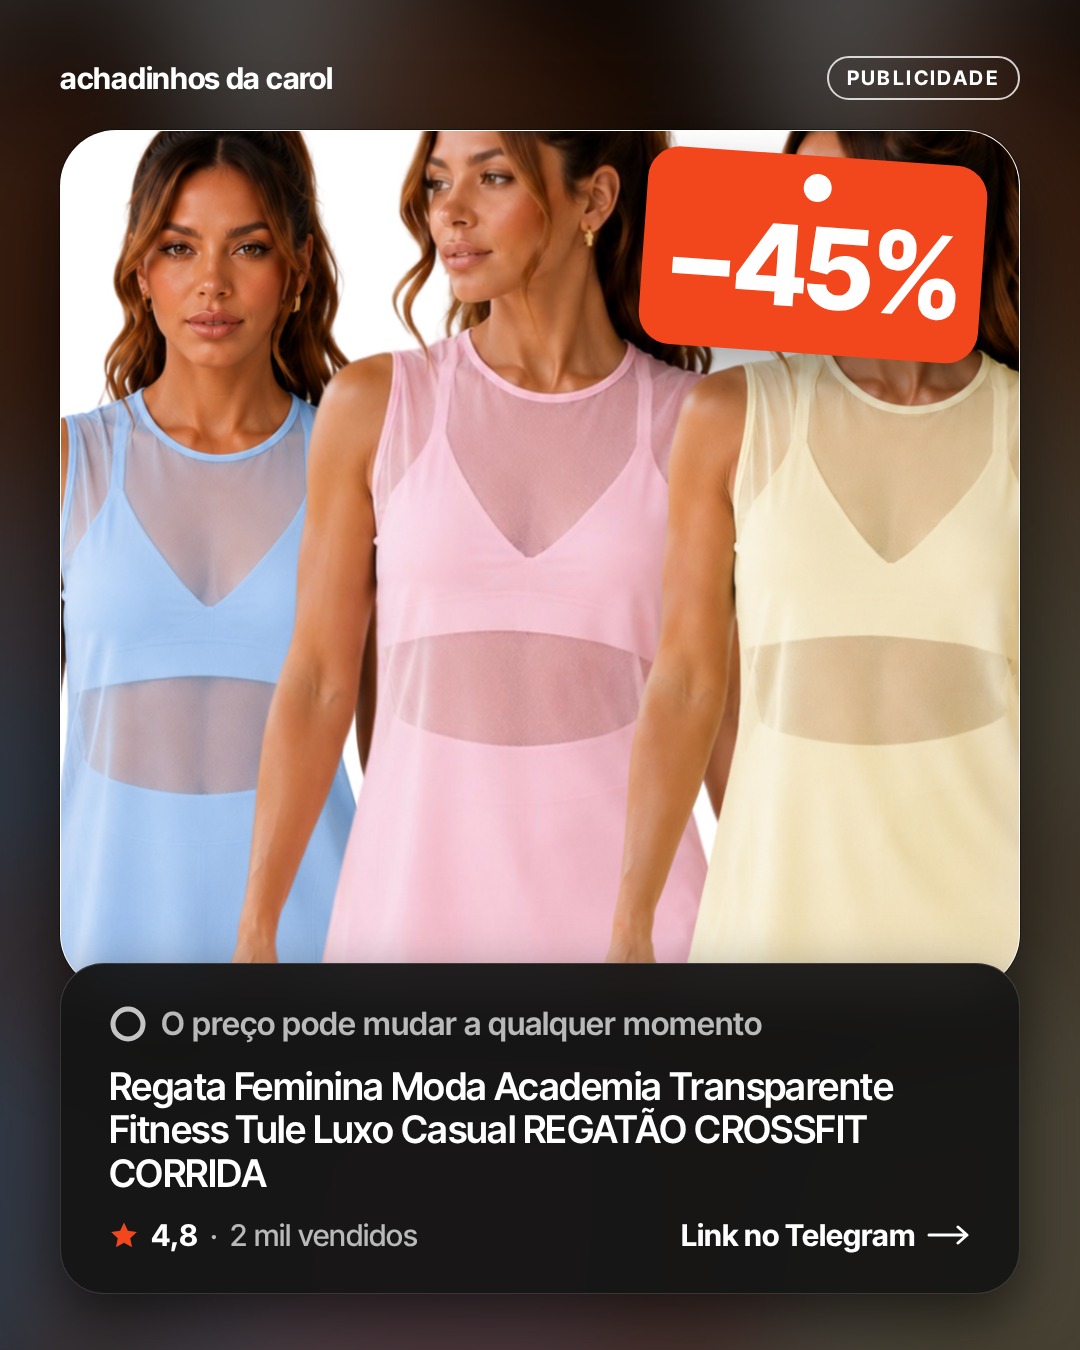 achadinhos da carol
PUBLICIDADE
−45%
O preço pode mudar a qualquer momento
Regata Feminina Moda Academia Transparente
Fitness Tule Luxo Casual REGATÃO CROSSFIT
CORRIDA
4,8 · 2 mil vendidos
Link no Telegram →